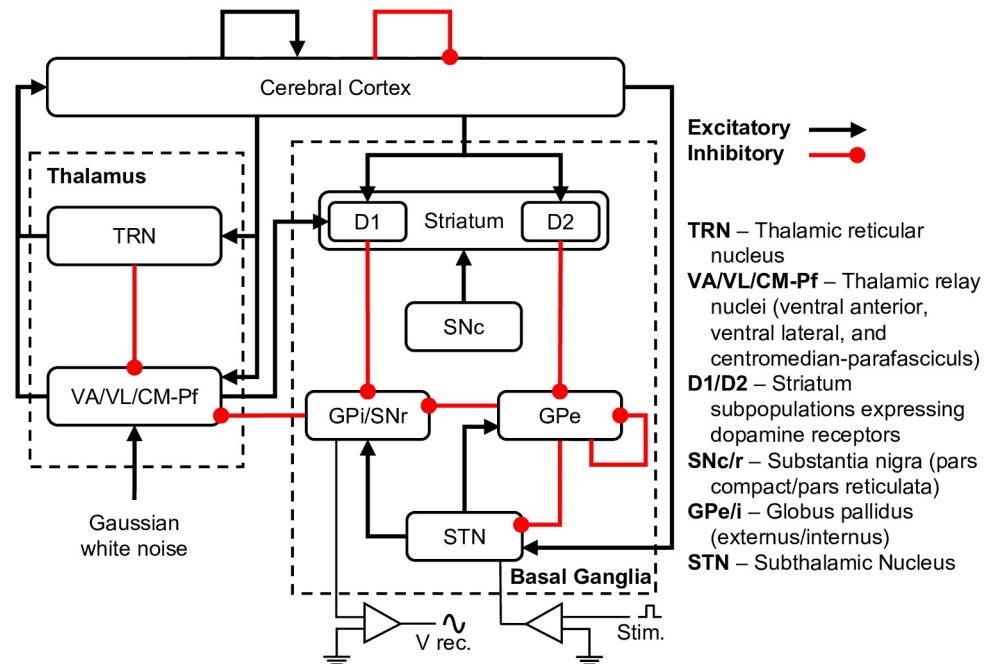 Cerebral Cortex
Excitatory
Inhibitory
Thalamus
TRN
D1
Striatum
D2
SNc
VA/VL/CM-Pf
GPi/SNr
GPe
STN
Basal Ganglia
Gaussian
white noise
V rec.
Stim.
TRN – Thalamic reticular
nucleus
VA/VL/CM-Pf – Thalamic relay
nuclei (ventral anterior,
ventral lateral, and
centromedian-parafasciculs)
D1/D2 – Striatum
subpopulations expressing
dopamine receptors
SNc/r – Substantia nigra (pars
compact/pars reticulata)
GPe/i – Globus pallidus
(externus/internus)
STN – Subthalamic Nucleus